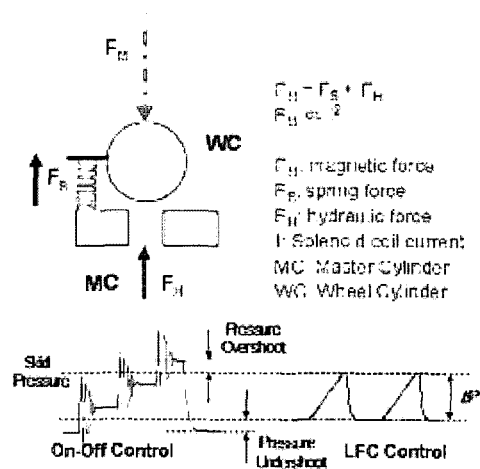 F_M
WC
F_S
MC
F_H
F_M = F_S + F_H
F_M ∝ I²
F_M: magnetic force
F_S: spring force
F_H: hydraulic force
I: Solenoid coil current
MC: Master Cylinder
WC: Wheel Cylinder
Pressure
Overshoot
Skid
Pressure
ΔP
On-Off Control
Pressure
Undershoot
LFC Control